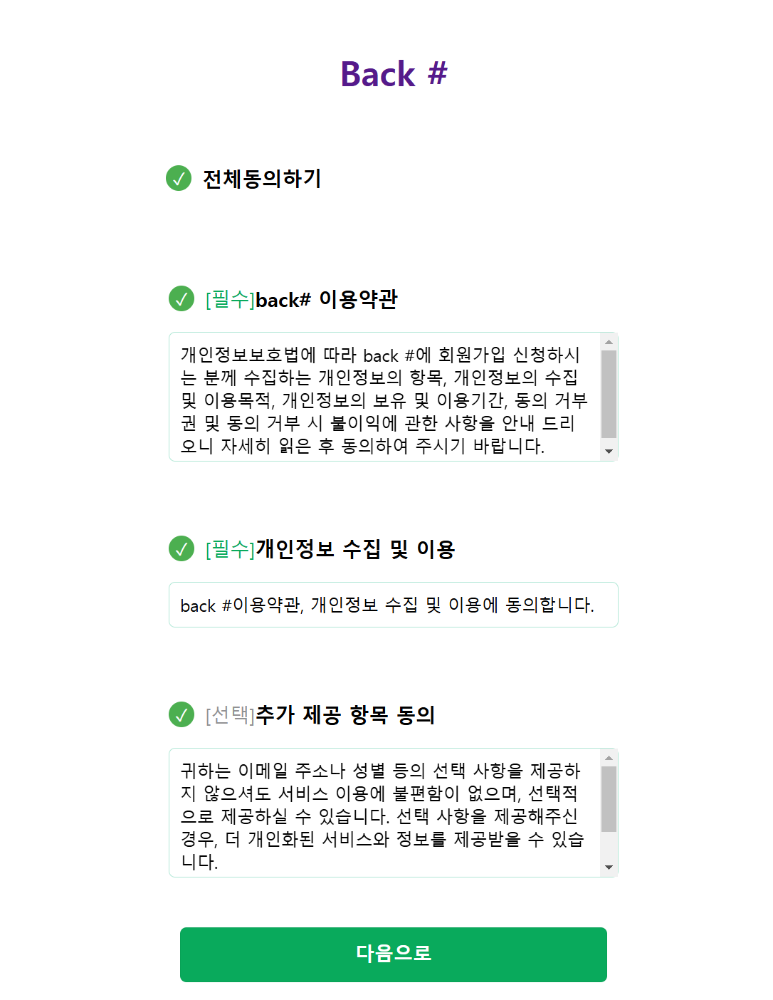 Back #
전체동의하기
[필수]back# 이용약관
개인정보보호법에 따라 back #에 회원가입 신청하시
는 분께 수집하는 개인정보의 항목, 개인정보의 수집
및 이용목적, 개인정보의 보유 및 이용기간, 동의 거부
권 및 동의 거부 시 불이익에 관한 사항을 안내 드리
오니 자세히 읽은 후 동의하여 주시기 바랍니다.
[필수]개인정보 수집 및 이용
back #이용약관, 개인정보 수집 및 이용에 동의합니다.
[선택]추가 제공 항목 동의
귀하는 이메일 주소나 성별 등의 선택 사항을 제공하
지 않으셔도 서비스 이용에 불편함이 없으며, 선택적
으로 제공하실 수 있습니다. 선택 사항을 제공해주신
경우, 더 개인화된 서비스와 정보를 제공받을 수 있습
니다.
다음으로